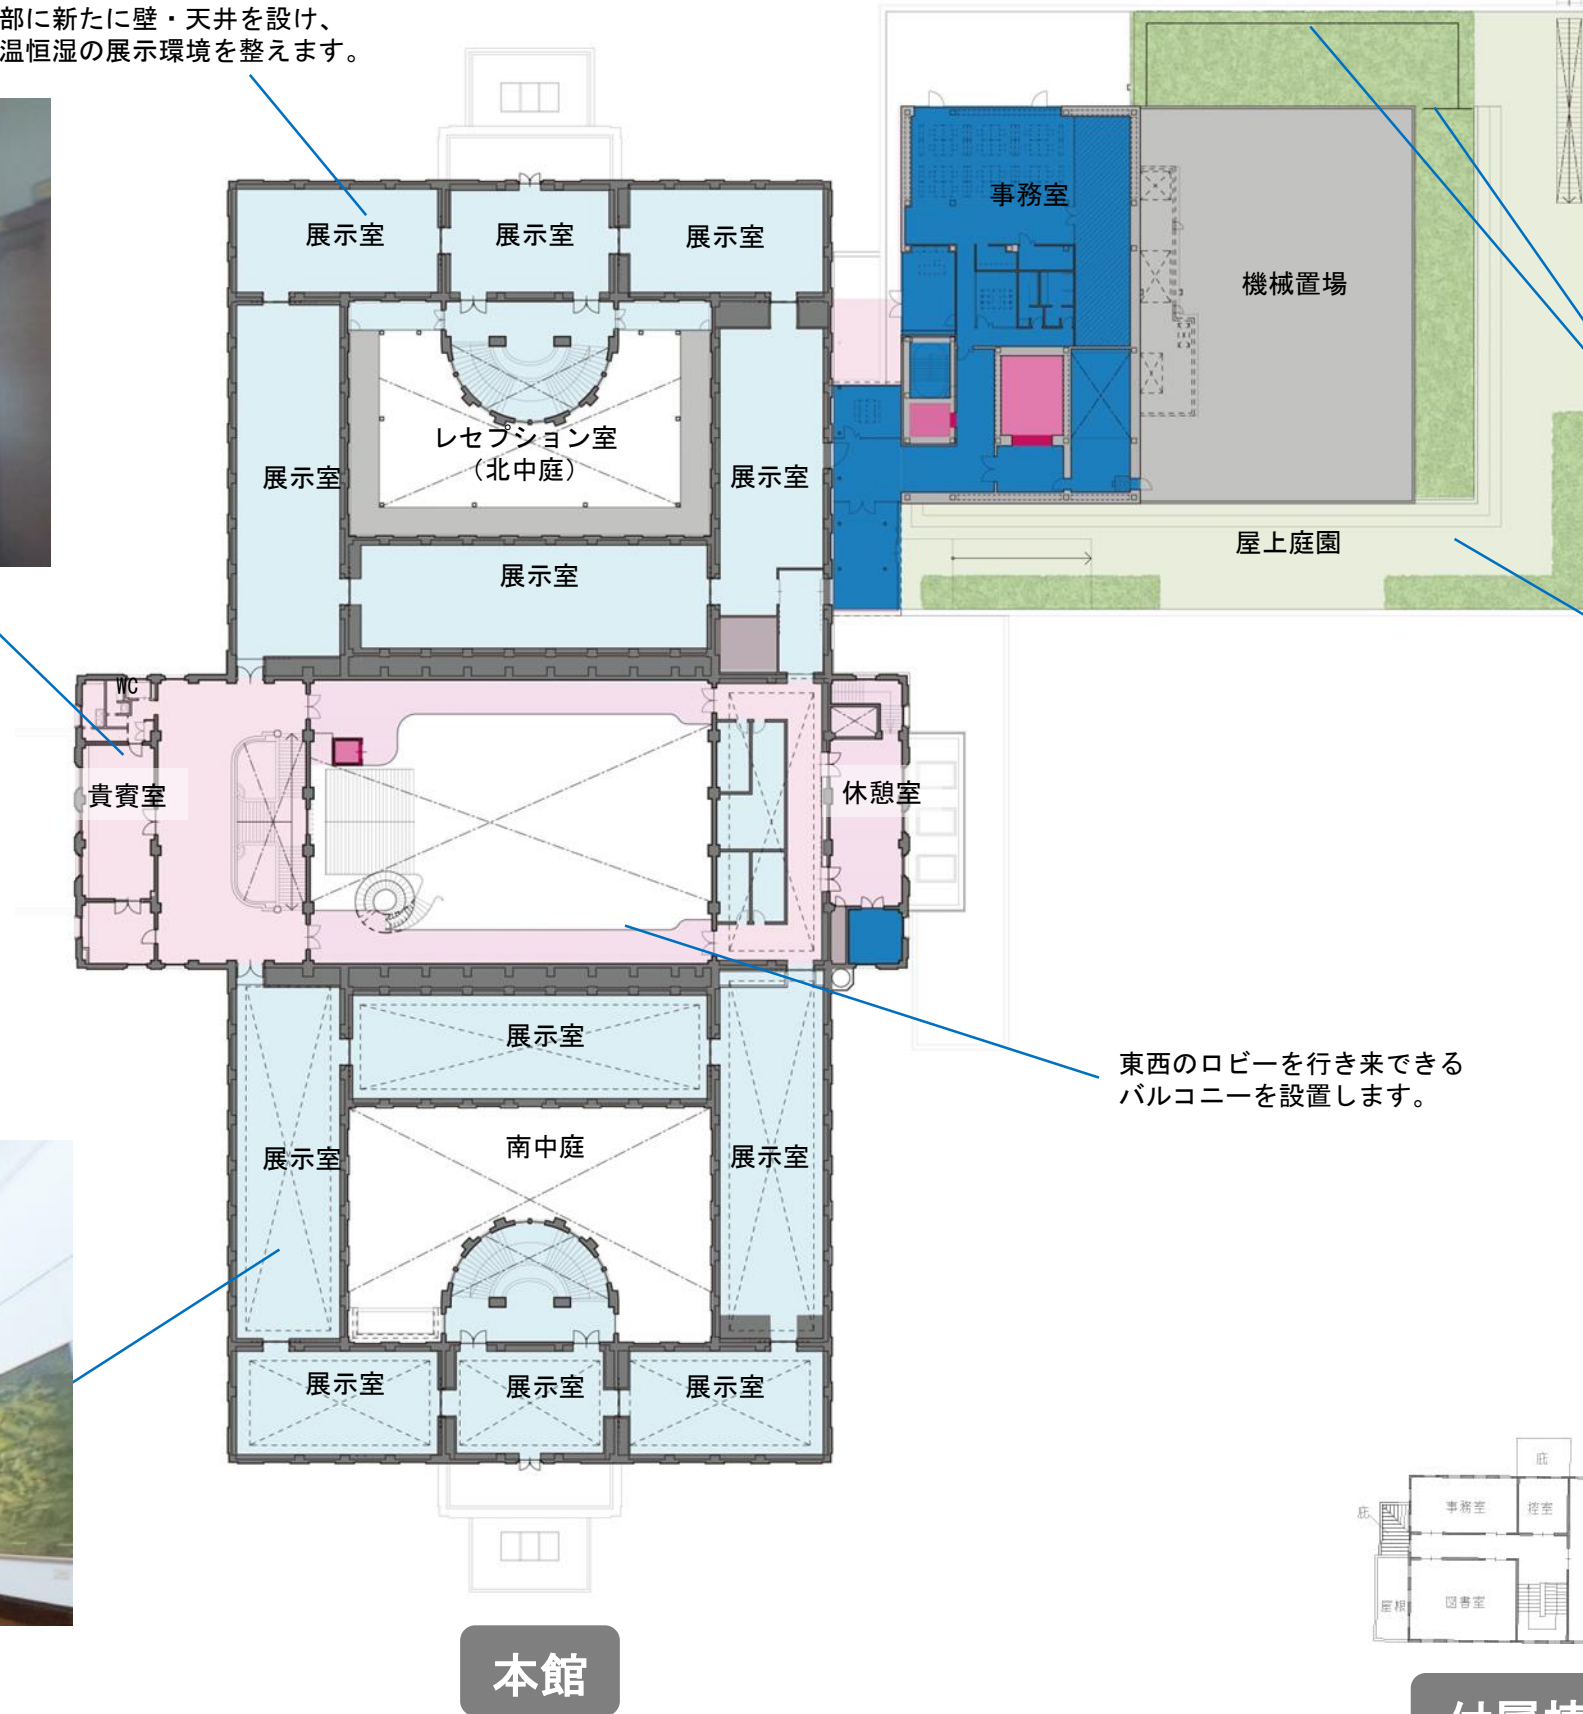 部に新たに壁・天井を設け、
温恒湿の展示環境を整えます。
展示室
展示室
展示室
事務室
機械置場
レセプション室
（北中庭）
展示室
展示室
屋上庭園
展示室
WC
貴賓室
休憩室
展示室
東西のロビーを行き来できる
バルコニーを設置します。
展示室
南中庭
展示室
展示室
展示室
展示室
庇
庇
事務室
控室
屋根
図書室
本館